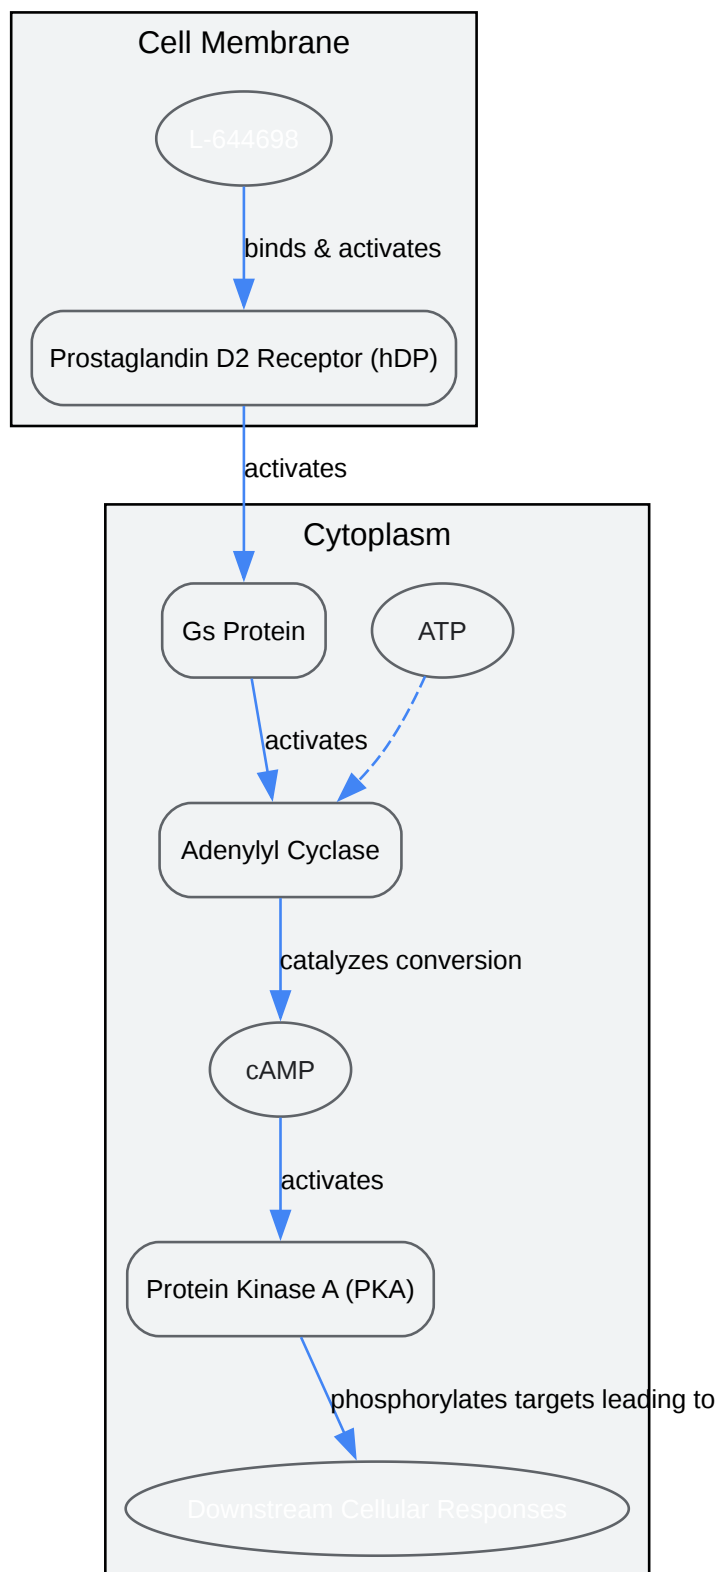 Cell Membrane
L-644698
binds & activates
Prostaglandin D2 Receptor (hDP)
activates
Cytoplasm
Gs Protein
ATP
activates
Adenylyl Cyclase
catalyzes conversion
cAMP
activates
Protein Kinase A (PKA)
phosphorylates targets leading to
Downstream Cellular Responses